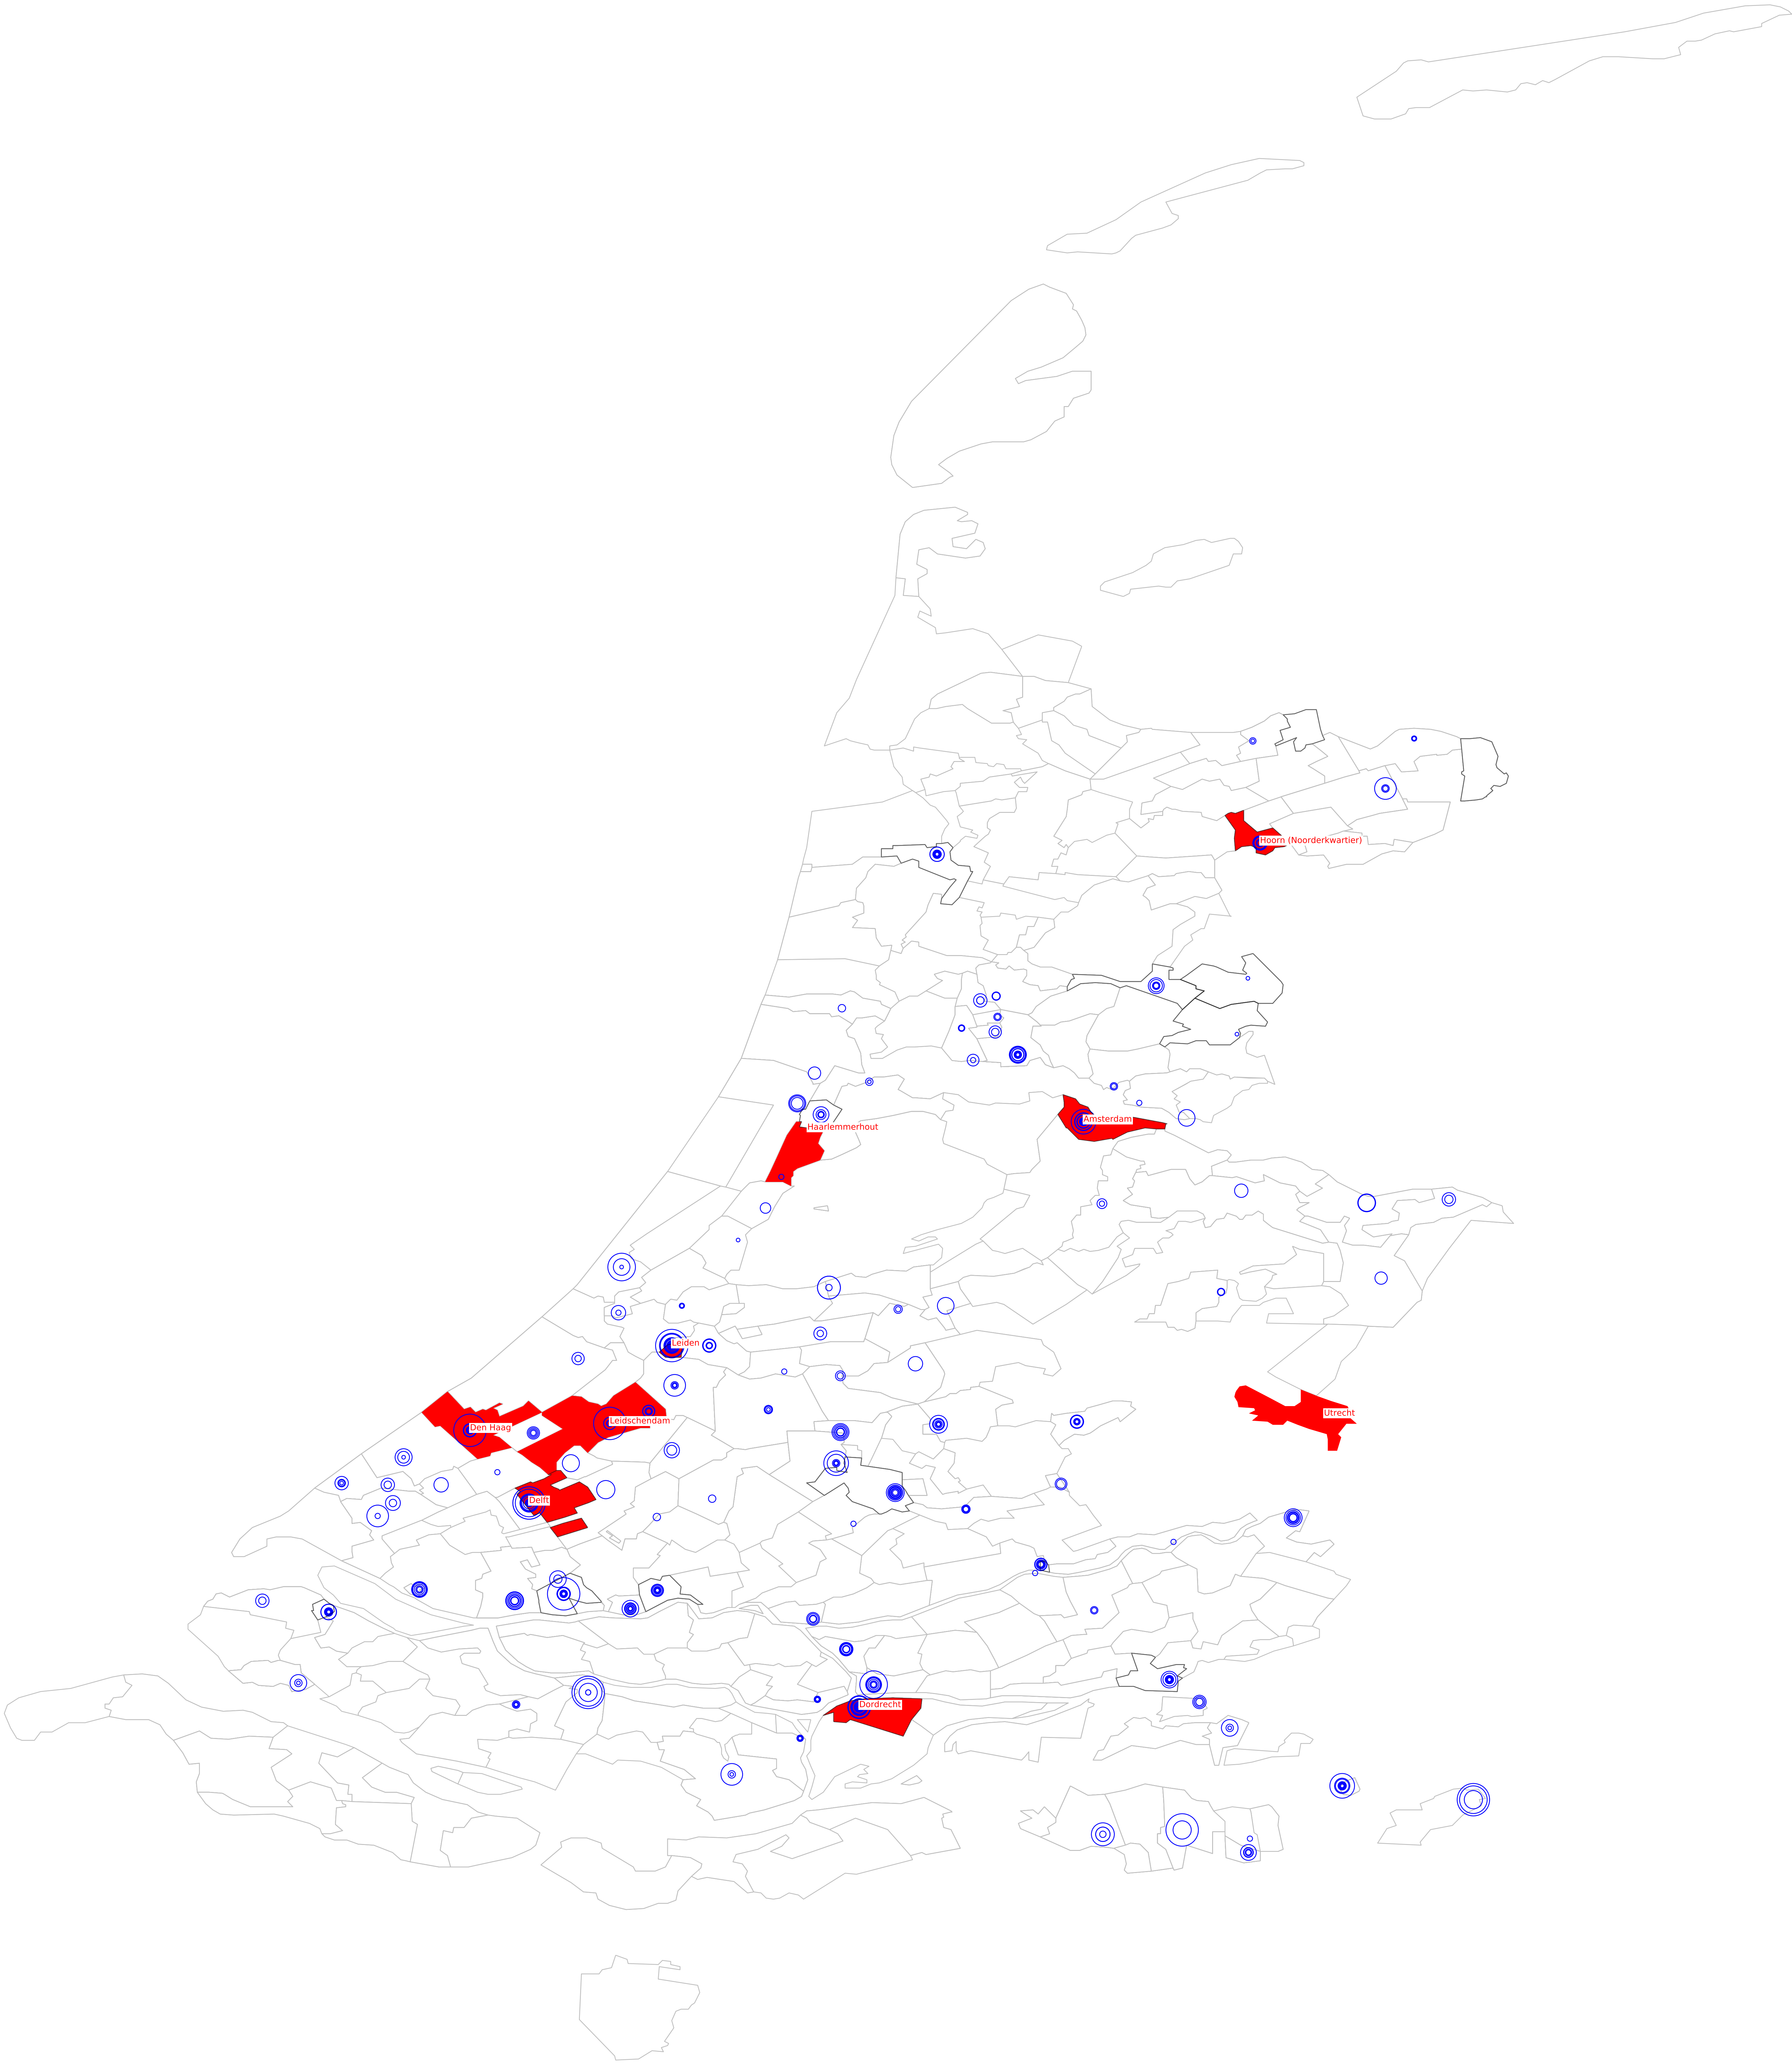 Hoorn (Noorderkwartier)
Amsterdam
Haarlemmerhout
Leiden
Utrecht
Leidschendam
Den Haag
Delft
Dordrecht